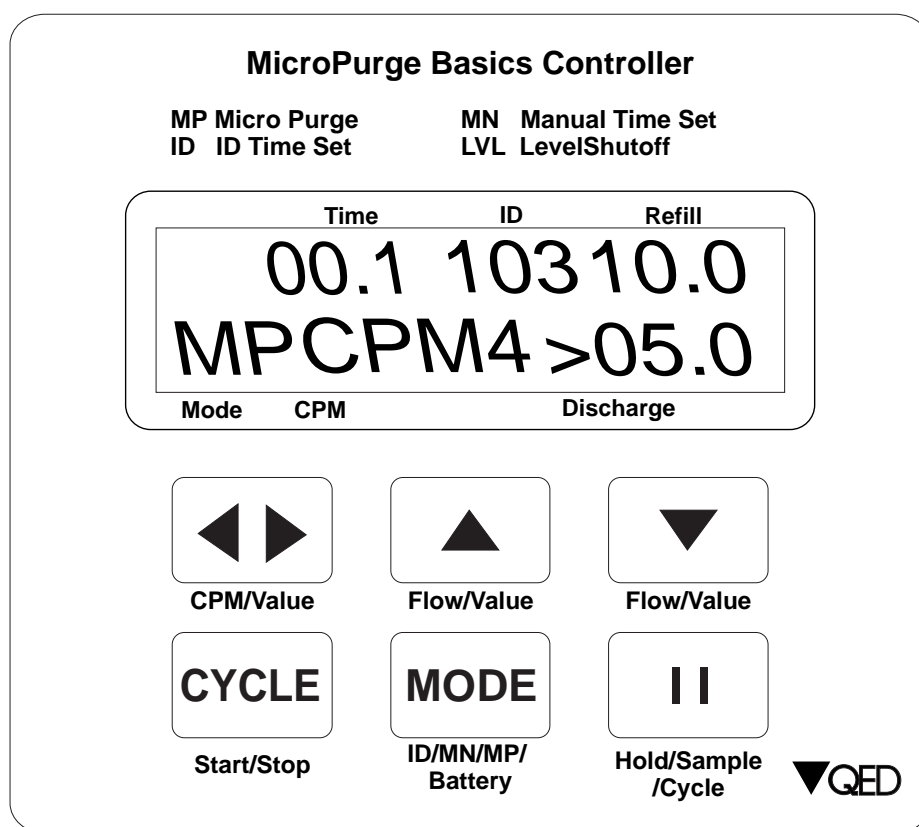 MicroPurge Basics Controller
MP Micro Purge MN Manual Time Set
ID ID Time Set LVL LevelShutoff
Time ID Refill
00.1 103 10.0
MPCPM4 >05.0
Mode CPM Discharge
CPM/Value Flow/Value Flow/Value
CYCLE MODE
Start/Stop ID/MN/MP/ Hold/Sample
Battery /Cycle
QED